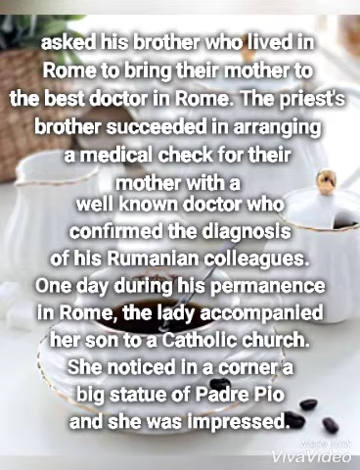 asked his brother who lived in
Rome to bring their mother to
the best doctor in Rome. The priest's
brother succeeded in arranging
a medical check for their
mother with a
well known doctor who
confirmed the diagnosis
of his Rumanian colleagues.
One day during his permanence
in Rome, the lady accompanied
her son to a Catholic church.
She noticed in a corner a
big statue of Padre Pio
and she was impressed.
Made With
VivaVideo